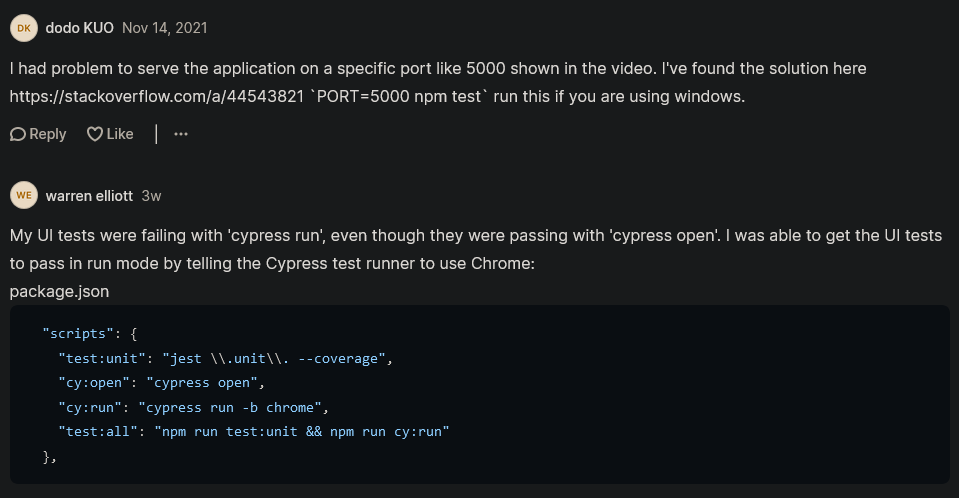 DK dodo KUO Nov 14, 2021
I had problem to serve the application on a specific port like 5000 shown in the video. I've found the solution here
https://stackoverflow.com/a/44543821 `PORT=5000 npm test` run this if you are using windows.
Reply Like | ...
WE warren elliott 3w
My UI tests were failing with 'cypress run', even though they were passing with 'cypress open'. I was able to get the UI tests
to pass in run mode by telling the Cypress test runner to use Chrome:
package.json
"scripts": {
"test:unit": "jest \\.unit\\. --coverage",
"cy:open": "cypress open",
"cy:run": "cypress run -b chrome",
"test:all": "npm run test:unit && npm run cy:run"
},